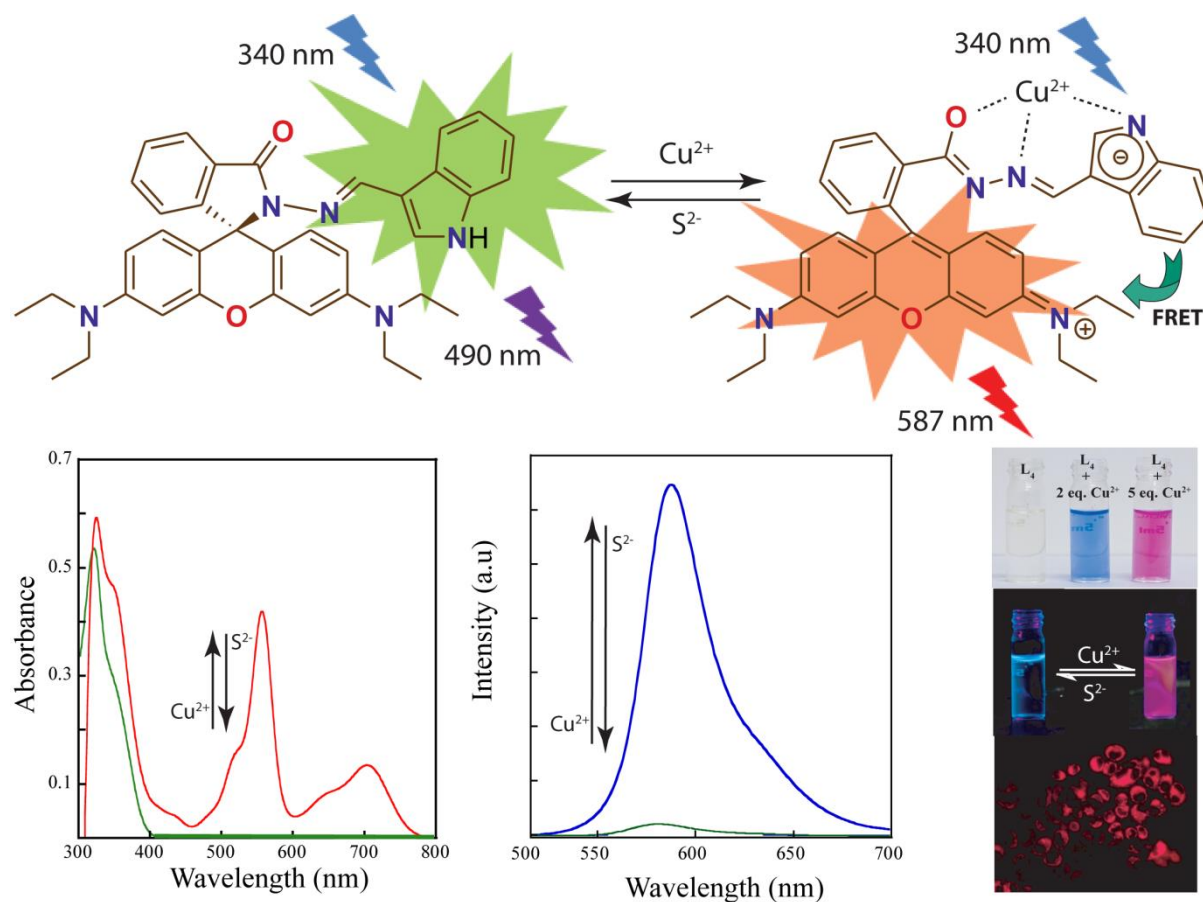 340 nm
O
N
N
NH
N
O
N
490 nm
Cu²⁺
S²⁻
340 nm
Cu²⁺
O
N
N
N
⊖
N
O
N
⊕
FRET
587 nm
0.7
0.5
0.3
0.1
300 400 500 600 700 800
Absorbance
Wavelength (nm)
S²⁻
Cu²⁺
Intensity (a.u)
500 550 600 650 700
Wavelength (nm)
S²⁻
Cu²⁺
L₄
L₄
+
2 eq. Cu²⁺
L₄
+
5 eq. Cu²⁺
Cu²⁺
S²⁻